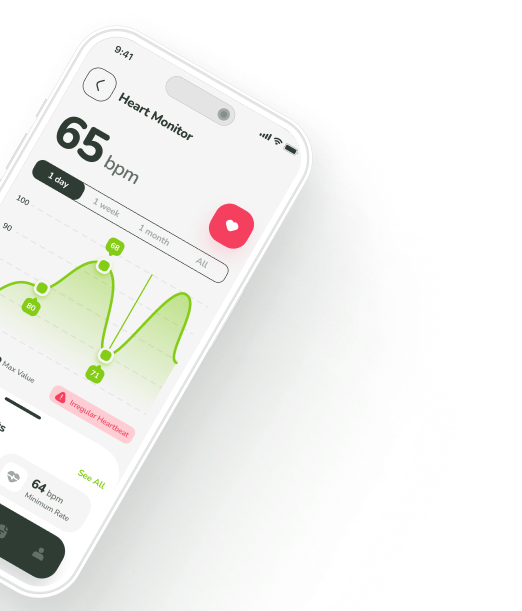 9:41
Heart Monitor
65 bpm
1 day
1 week
1 month
All
100
90
68
80
71
Max Value
Irregular Heartbeat
See All
64 bpm
Minimum Rate